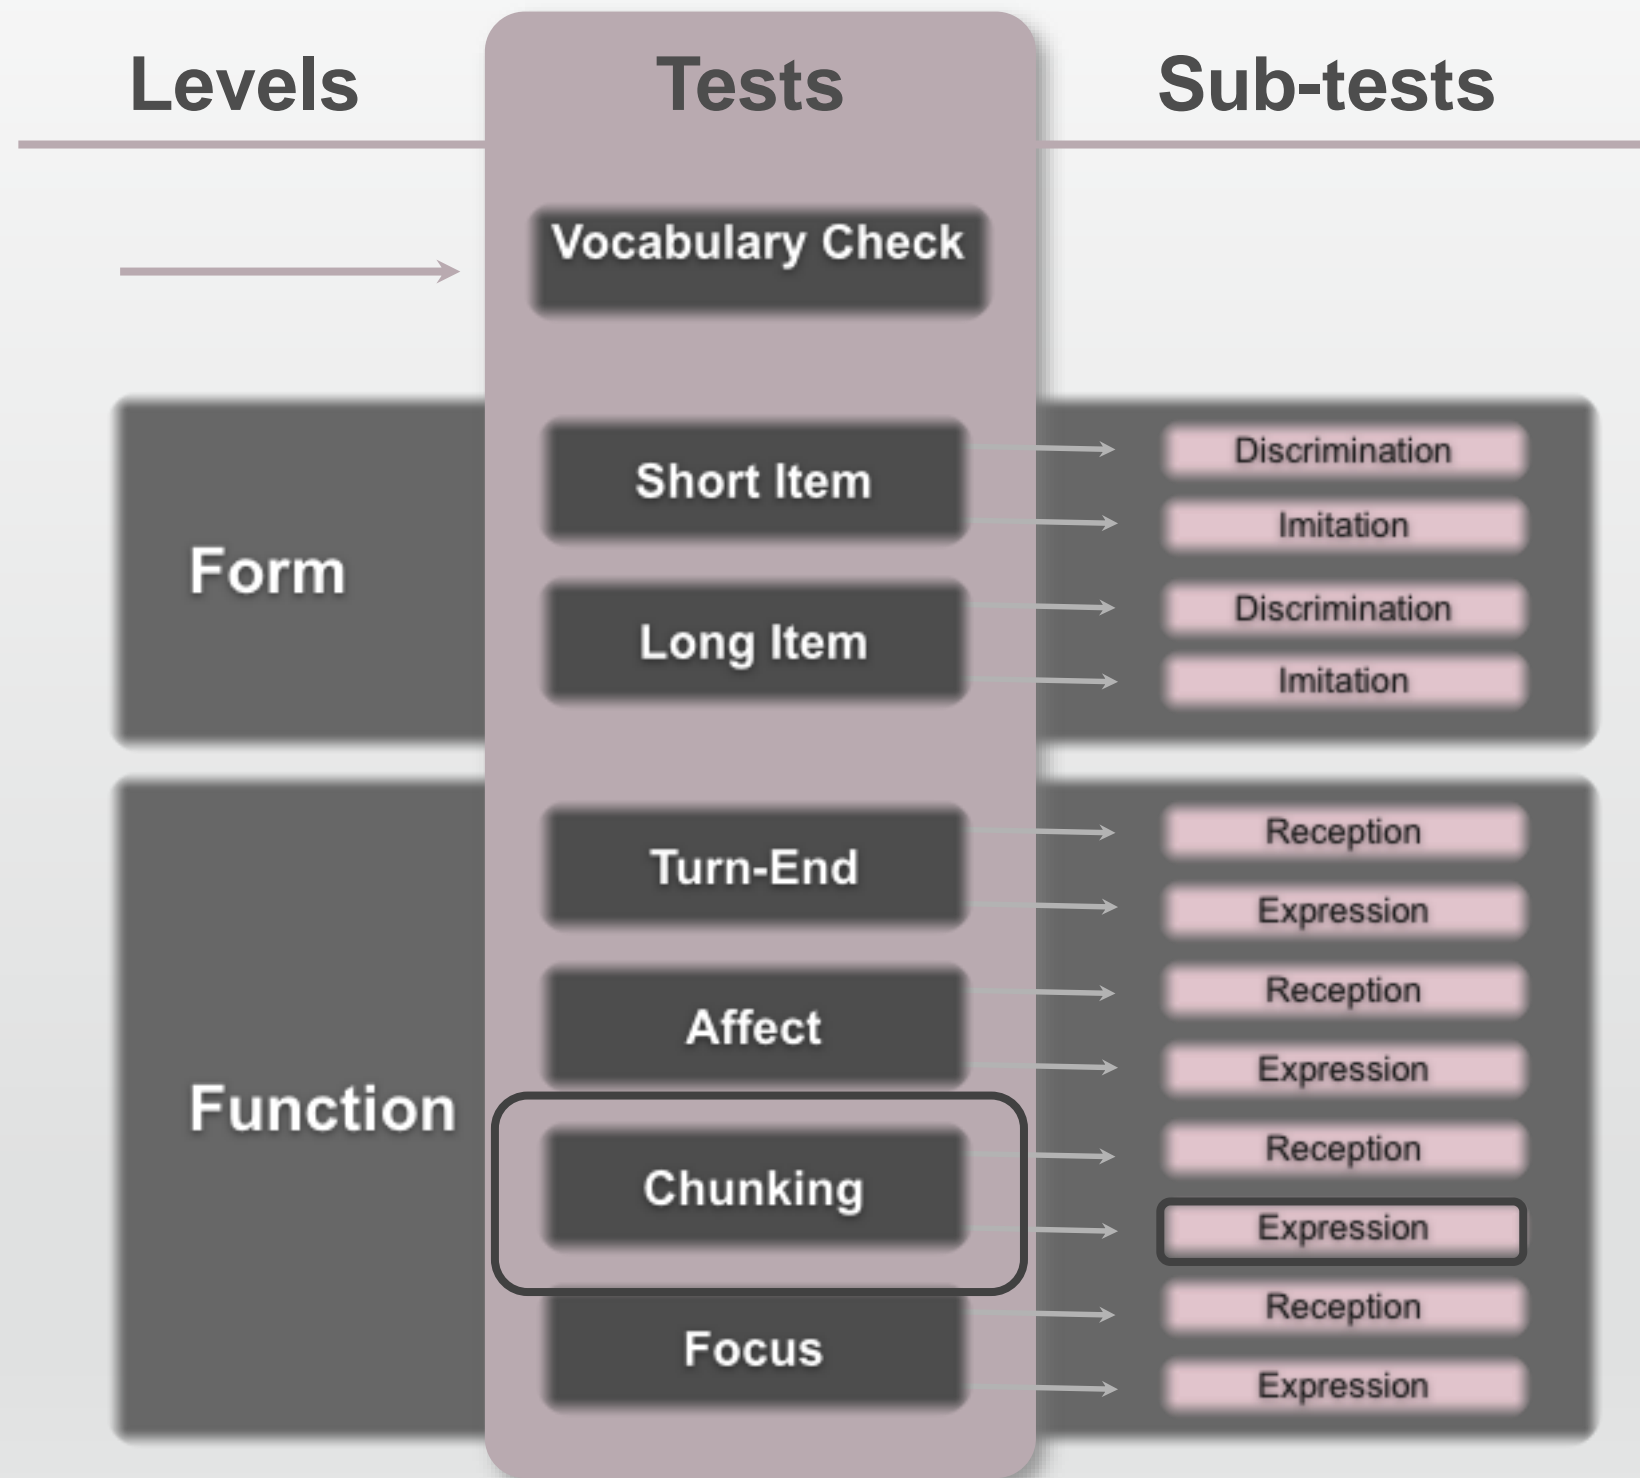 Levels
Tests
Sub-tests
Vocabulary Check
Form
Short Item
Discrimination
Imitation
Long Item
Discrimination
Imitation
Function
Turn-End
Reception
Expression
Affect
Reception
Expression
Chunking
Reception
Expression
Focus
Reception
Expression